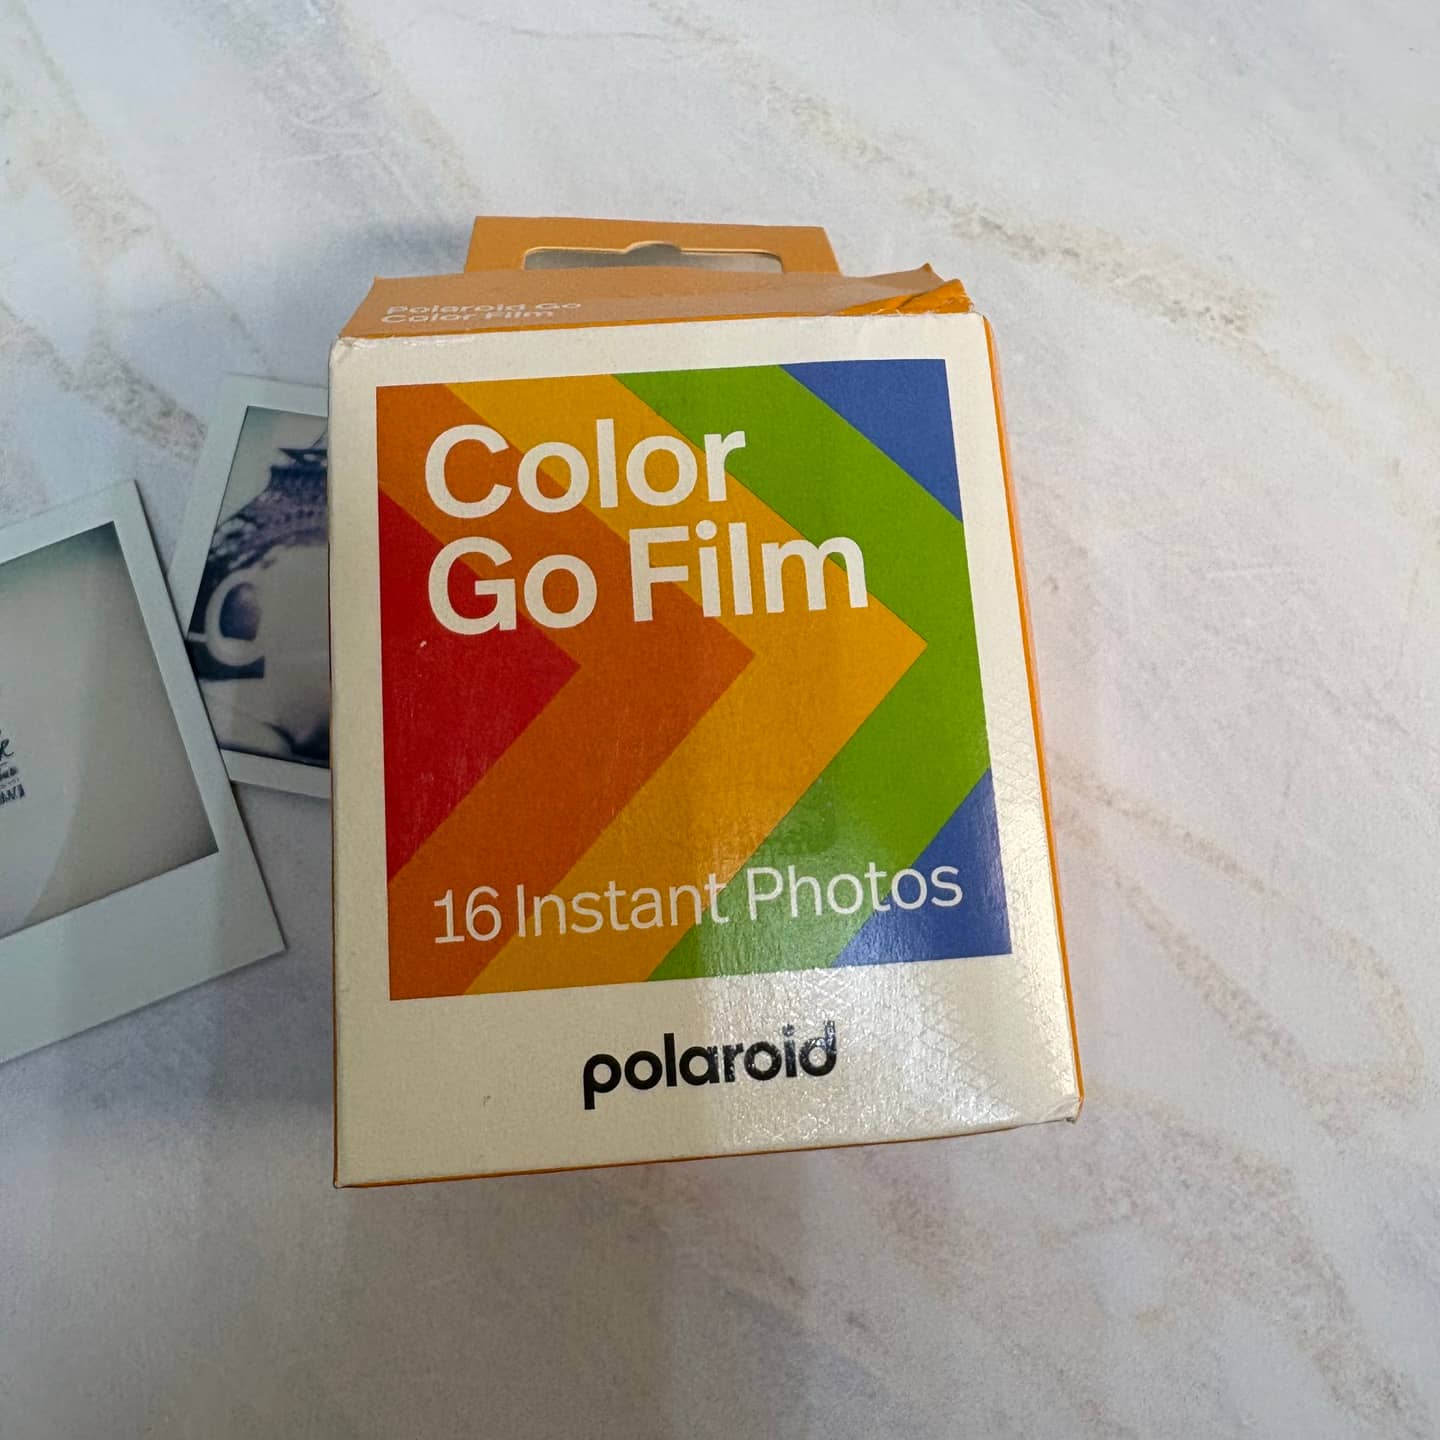 Polaroid Go
Color Film
Color
Go Film
16 Instant Photos
polaroid